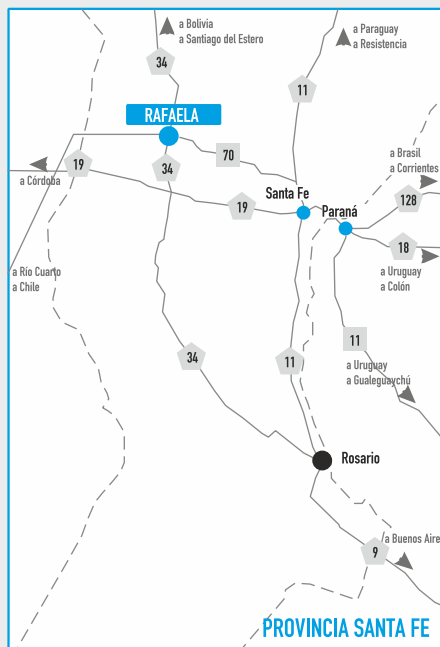 a Bolivia
a Santiago del Estero
a Paraguay
a Resistencia
34
11
RAFAELA
70
34
19
a Córdoba
a Brasil
a Corrientes
128
Santa Fe
19
Paraná
18
a Río Cuarto
a Chile
a Uruguay
a Colón
11
34
11
a Uruguay
a Gualeguaychú
Rosario
a Buenos Aire
9
PROVINCIA SANTA FE